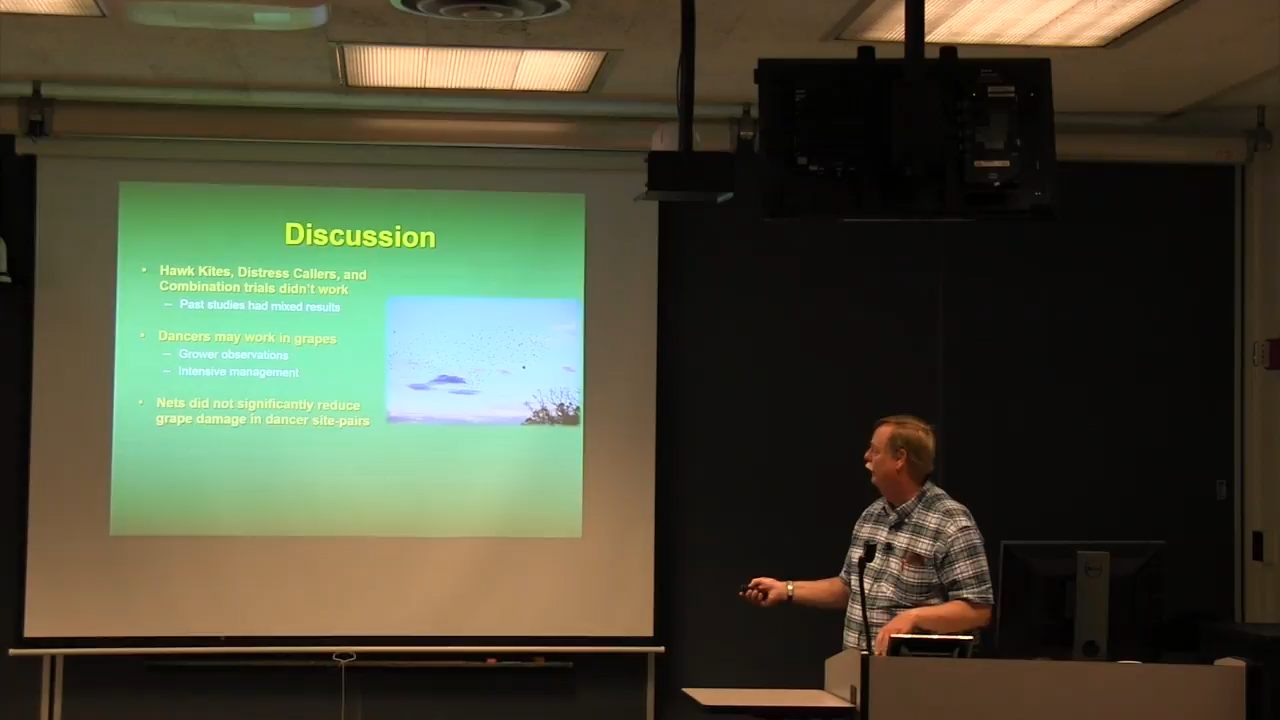 Discussion
• Hawk Kites, Distress Callers, and
Combination trials didn't work
– Past studies had mixed results
• Dancers may work in grapes
– Grower observations
– Intensive management
• Nets did not significantly reduce
grape damage in dancer site-pairs
DELL